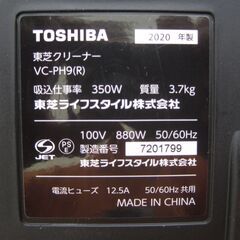 TOSHIBA
2020 年製
東芝クリーナー
VC-PH9(R)
吸込仕事率 350W 質量 3.7kg
東芝ライフスタイル株式会社
100V 880W 50/60Hz
製造番号 7201799
S JET PS E
東芝ライフスタイル株式会社
電流ヒューズ 12.5A 50/60Hz 共用
MADE IN CHINA